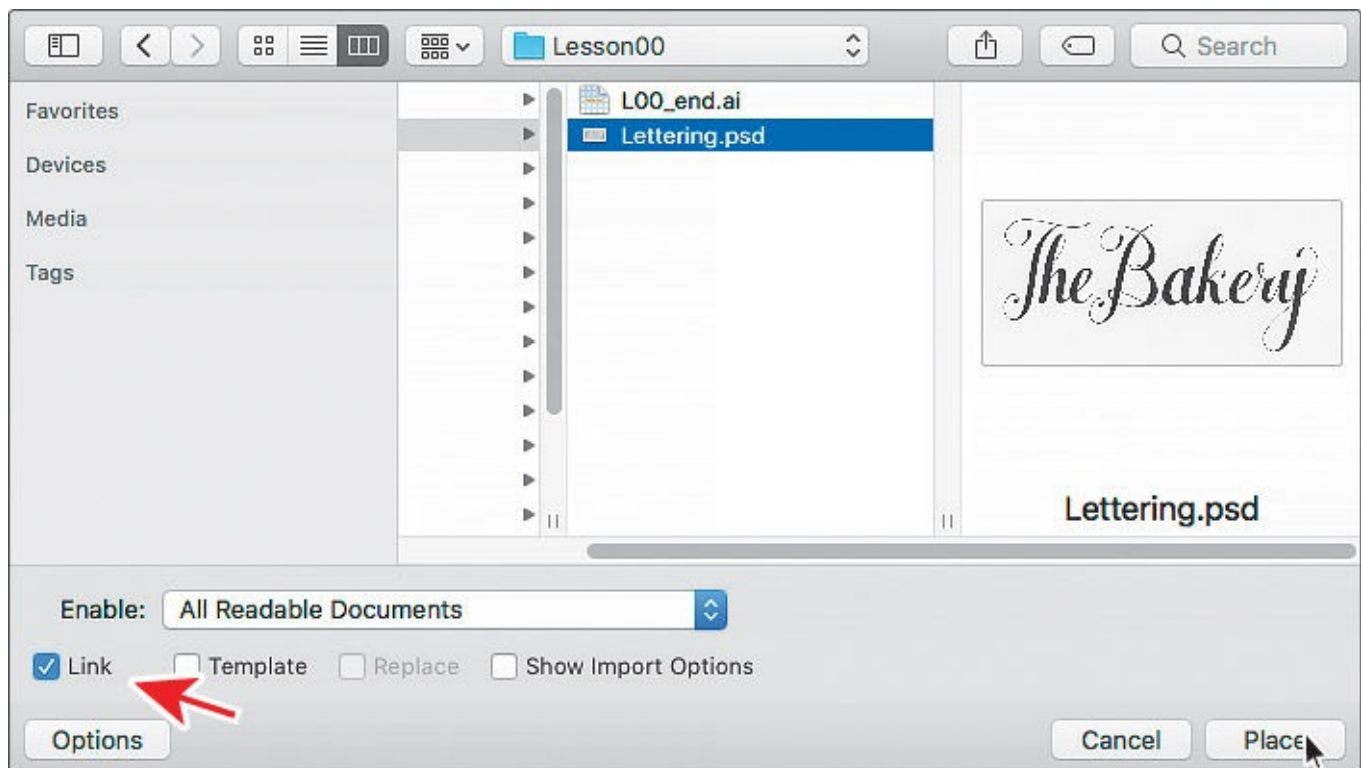 Lesson00
Search
Favorites
Devices
Media
Tags
L00_end.ai
Lettering.psd
The Bakery
Lettering.psd
Enable: All Readable Documents
Link Template Replace Show Import Options
Options Cancel Place